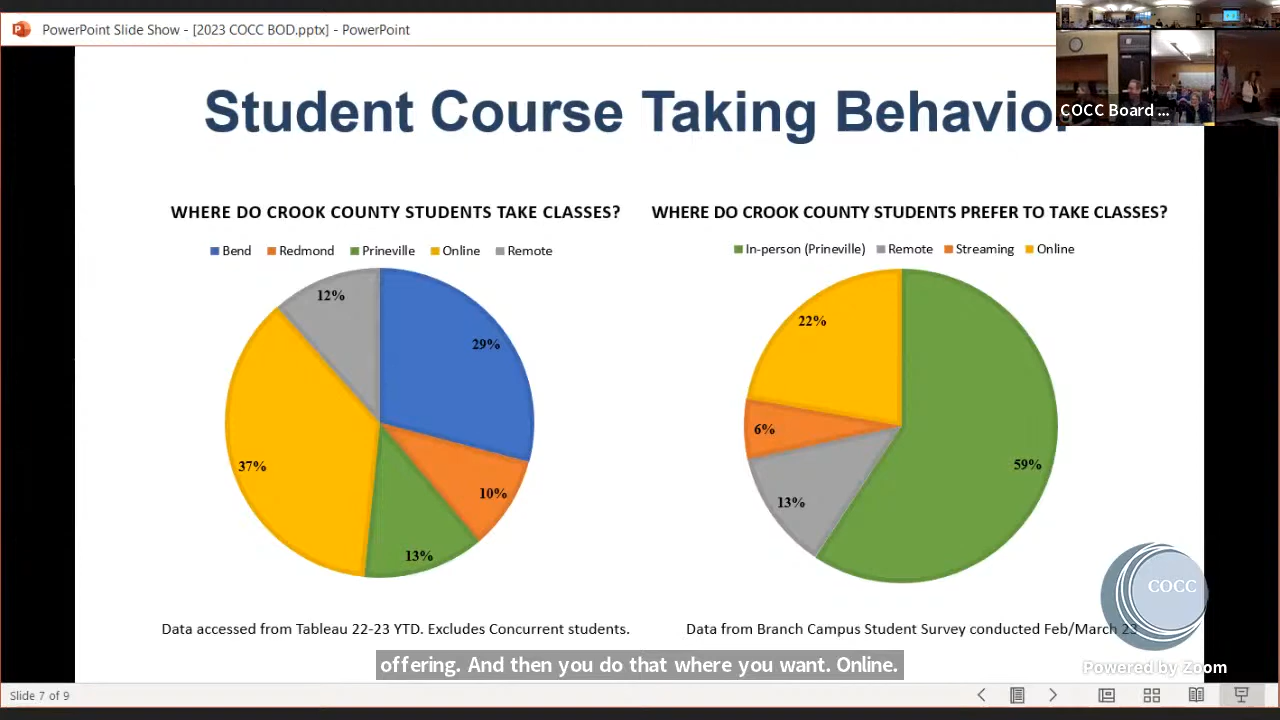 PowerPoint Slide Show - [2023 COCC BOD.pptx] - PowerPoint
COCC Board ...
Student Course Taking Behavior
WHERE DO CROOK COUNTY STUDENTS TAKE CLASSES?
Bend Redmond Prineville Online Remote
12%
29%
37%
10%
13%
Data accessed from Tableau 22-23 YTD. Excludes Concurrent students.
WHERE DO CROOK COUNTY STUDENTS PREFER TO TAKE CLASSES?
In-person (Prineville) Remote Streaming Online
22%
6%
59%
13%
Data from Branch Campus Student Survey conducted Feb/March 23
COCC
offering. And then you do that where you want. Online.
Powered by Zoom
Slide 7 of 9